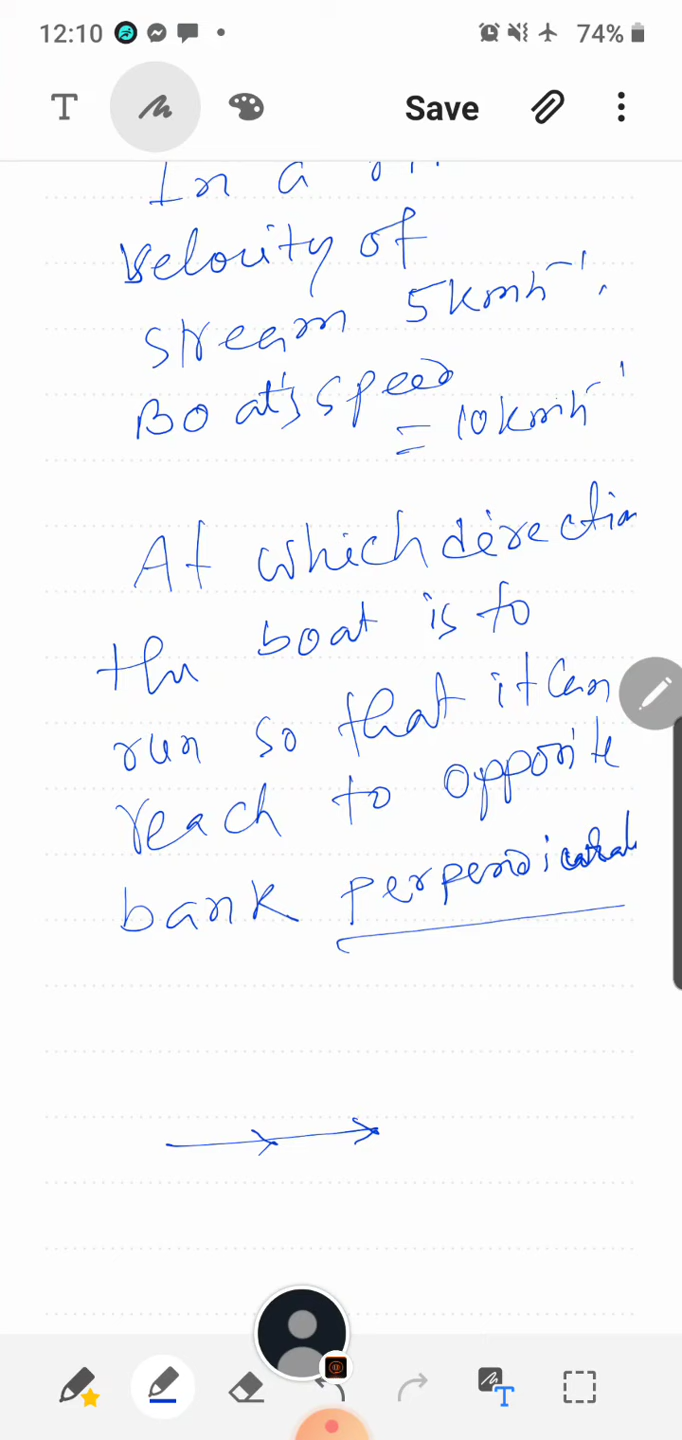 12:10
74%
T
Save
In a
velocity of
stream 5kmh⁻¹.
Boat's speed
= 10kmh⁻¹
At which direction
the boat is to
run so that it can
reach to opposite
bank
T